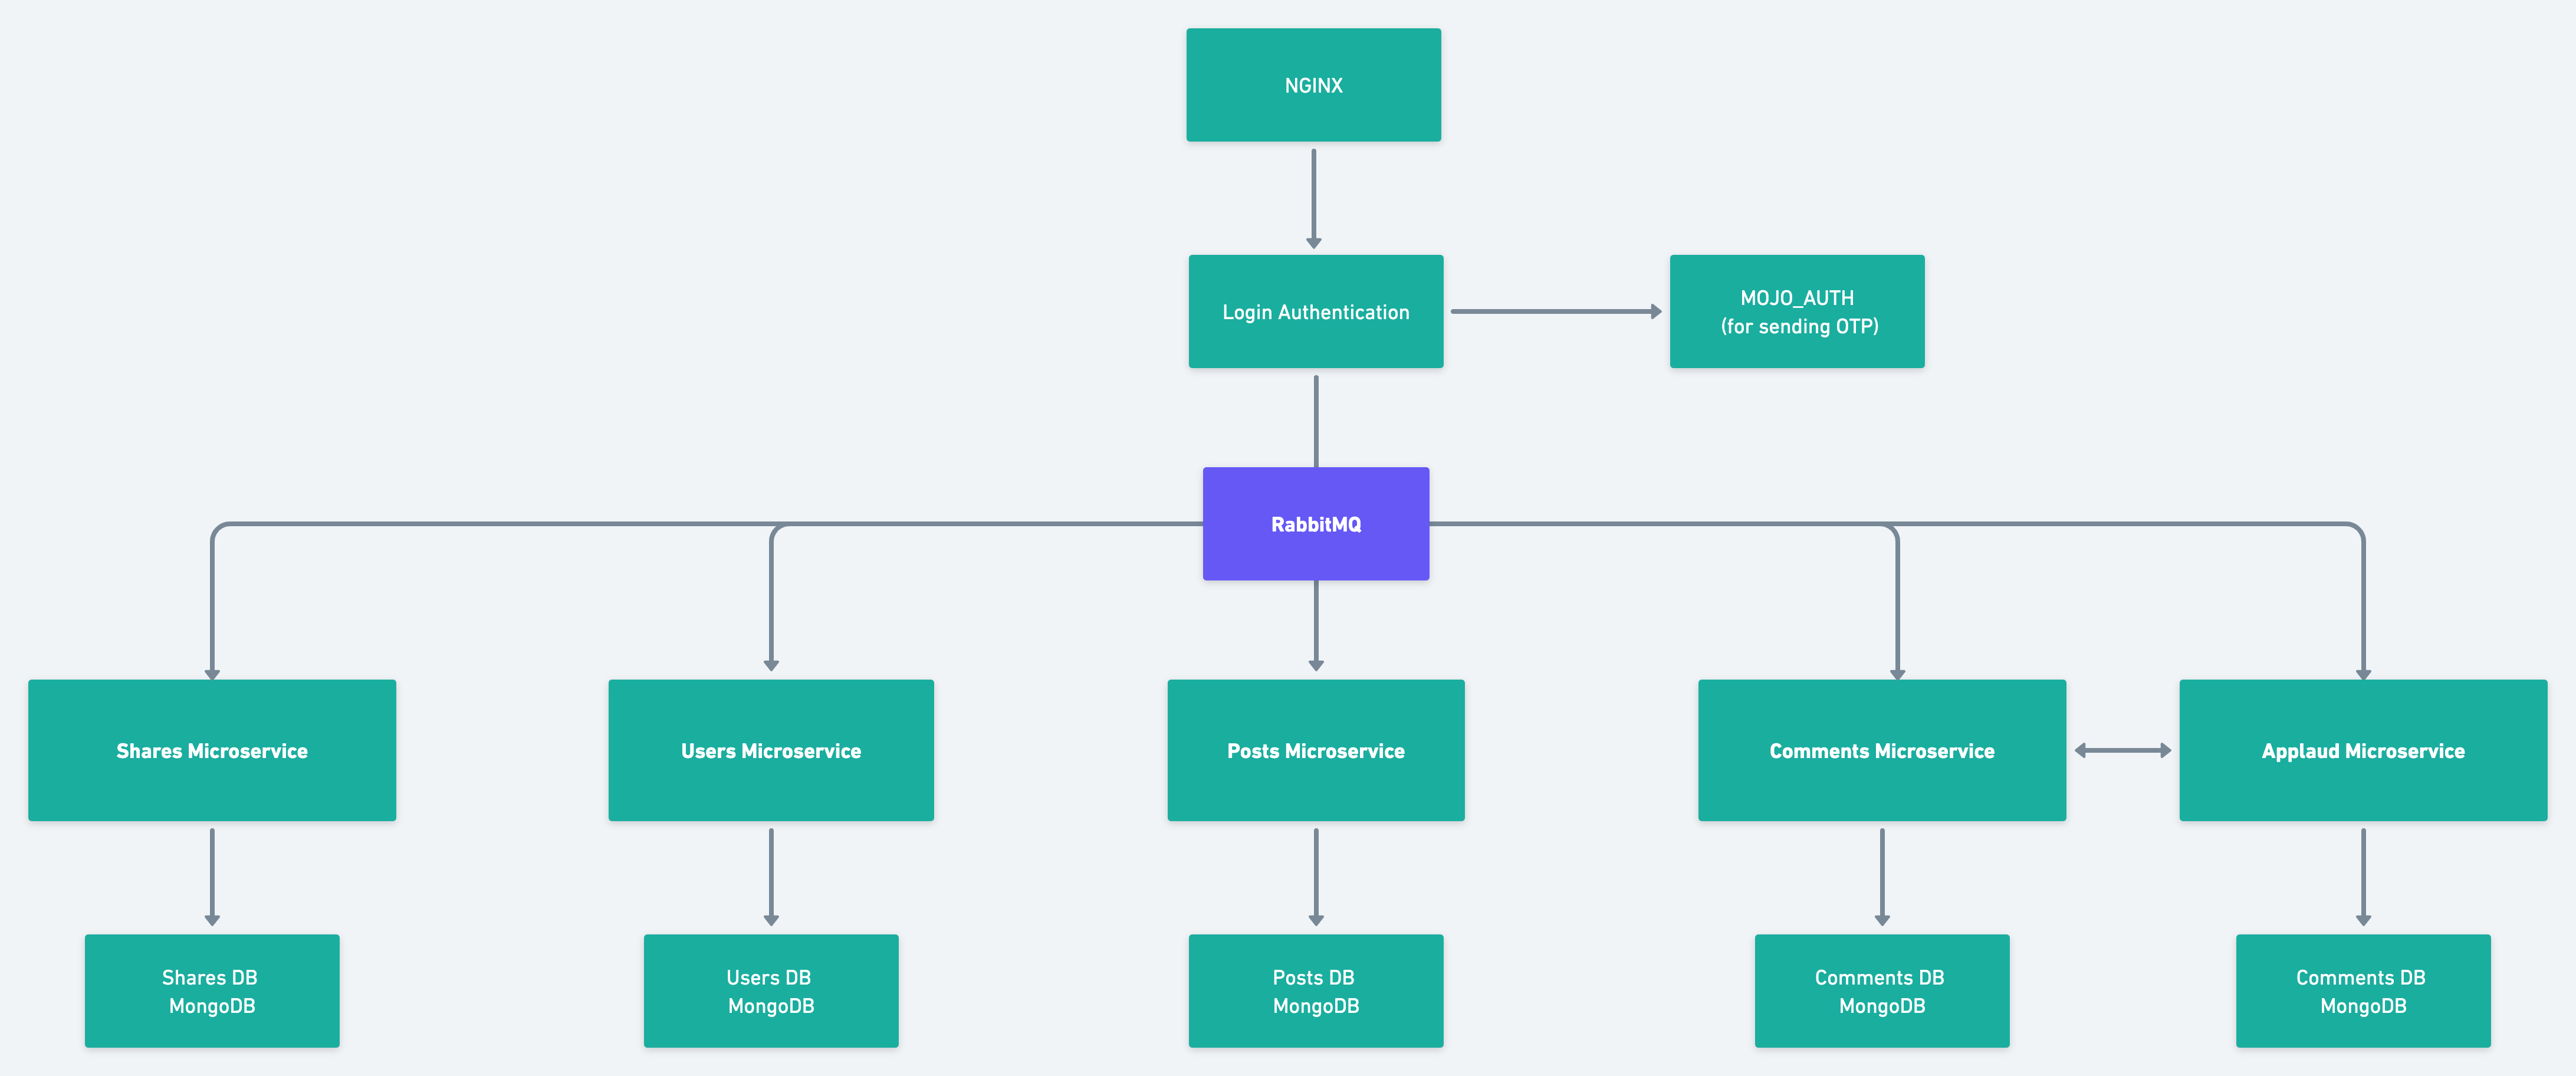 NGINX
Login Authentication
MOJO_AUTH
(for sending OTP)
RabbitMQ
Shares Microservice
Users Microservice
Posts Microservice
Comments Microservice
Applaud Microservice
Shares DB
MongoDB
Users DB
MongoDB
Posts DB
MongoDB
Comments DB
MongoDB
Comments DB
MongoDB